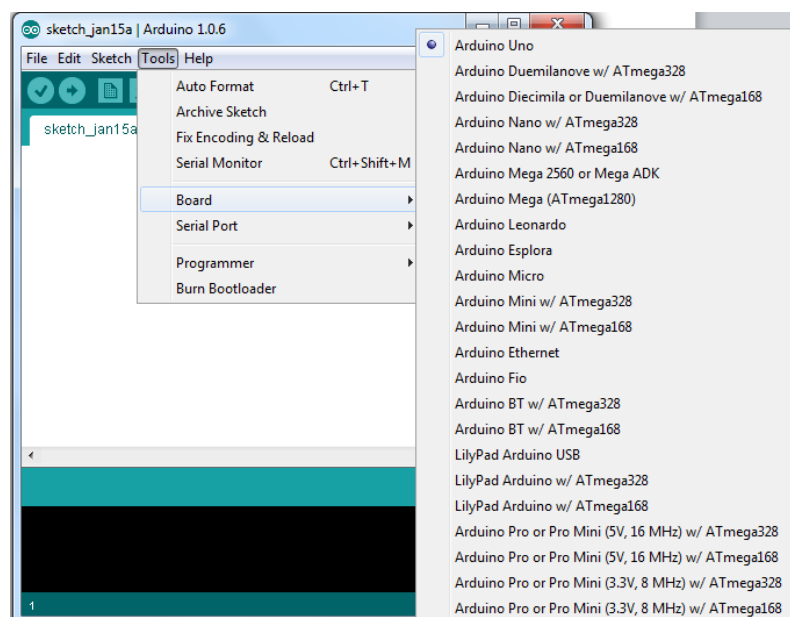 sketch_jan15a | Arduino 1.0.6
File Edit Sketch Tools Help
sketch_jan15a
Auto Format Ctrl+T
Archive Sketch
Fix Encoding & Reload
Serial Monitor Ctrl+Shift+M
Board
Serial Port
Programmer
Burn Bootloader
Arduino Uno
Arduino Duemilanove w/ ATmega328
Arduino Diecimila or Duemilanove w/ ATmega168
Arduino Nano w/ ATmega328
Arduino Nano w/ ATmega168
Arduino Mega 2560 or Mega ADK
Arduino Mega (ATmega1280)
Arduino Leonardo
Arduino Esplora
Arduino Micro
Arduino Mini w/ ATmega328
Arduino Mini w/ ATmega168
Arduino Ethernet
Arduino Fio
Arduino BT w/ ATmega328
Arduino BT w/ ATmega168
LilyPad Arduino USB
LilyPad Arduino w/ ATmega328
LilyPad Arduino w/ ATmega168
Arduino Pro or Pro Mini (5V, 16 MHz) w/ ATmega328
Arduino Pro or Pro Mini (5V, 16 MHz) w/ ATmega168
Arduino Pro or Pro Mini (3.3V, 8 MHz) w/ ATmega328
Arduino Pro or Pro Mini (3.3V, 8 MHz) w/ ATmega168
1